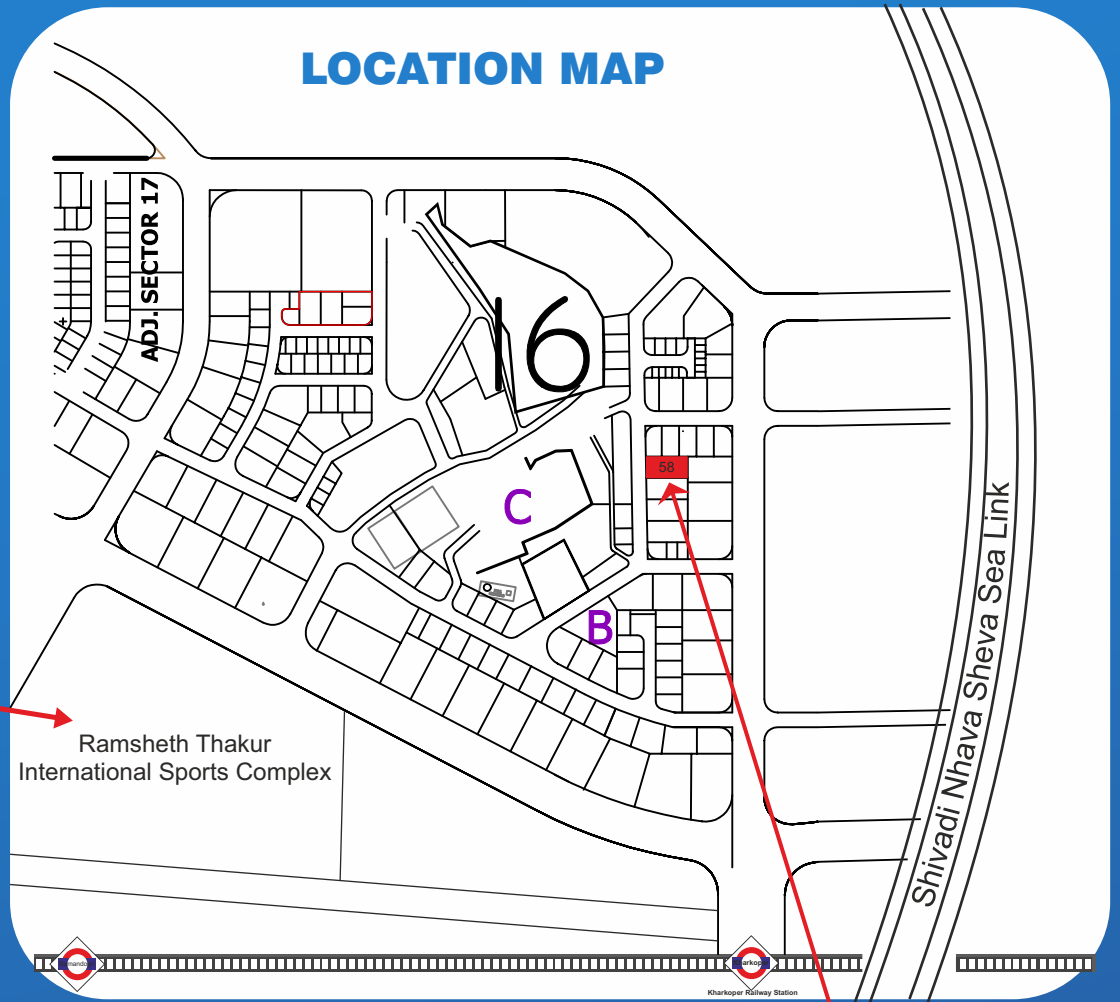 LOCATION MAP
ADJ. SECTOR 17
16
58
C
B
Shivadi Nhava Sheva Sea Link
Ramsheth Thakur
International Sports Complex
Kharkoper Railway Station